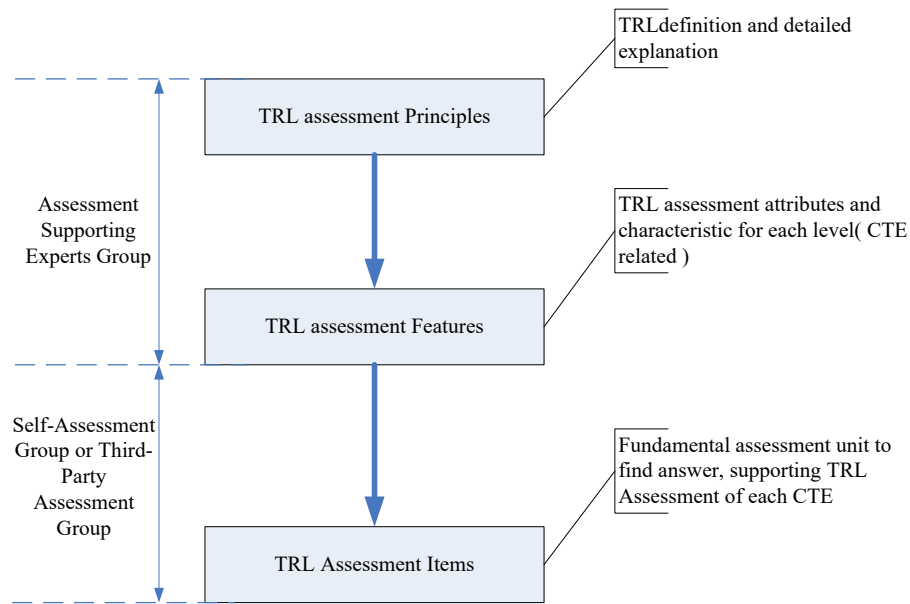 TRLdefinition and detailed
explanation
TRL assessment Principles
Assessment
Supporting
Experts Group
TRL assessment attributes and
characteristic for each level( CTE
related )
TRL assessment Features
Self-Assessment
Group or Third-
Party
Assessment
Group
Fundamental assessment unit to
find answer, supporting TRL
Assessment of each CTE
TRL Assessment Items